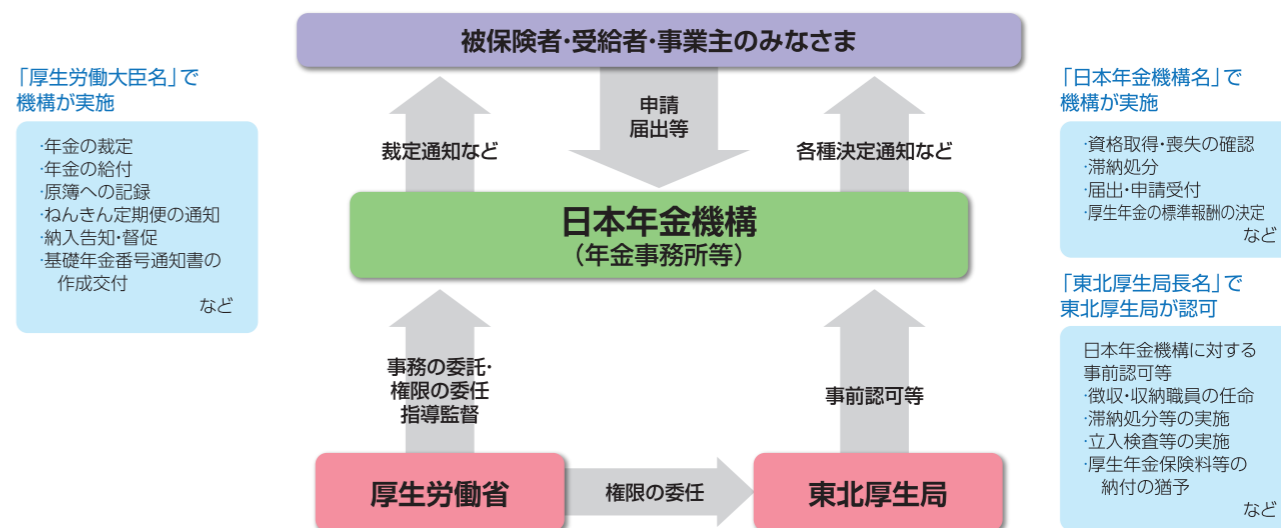 被保険者・受給者・事業主のみなさま
「厚生労働大臣名」で
機構が実施
・年金の裁定
・年金の給付
・原簿への記録
・ねんきん定期便の通知
・納入告知・督促
・基礎年金番号通知書の
作成交付
など
裁定通知など
申請
届出等
各種決定通知など
「日本年金機構名」で
機構が実施
・資格取得・喪失の確認
・滞納処分
・届出・申請受付
・厚生年金の標準報酬の決定
など
日本年金機構
（年金事務所等）
「東北厚生局長名」で
東北厚生局が認可
日本年金機構に対する
事前認可等
・徴収・収納職員の任命
・滞納処分等の実施
・立入検査等の実施
・厚生年金保険料等の
納付の猶予
など
事務の委託・
権限の委任
指導監督
事前認可等
厚生労働省
権限の委任
東北厚生局